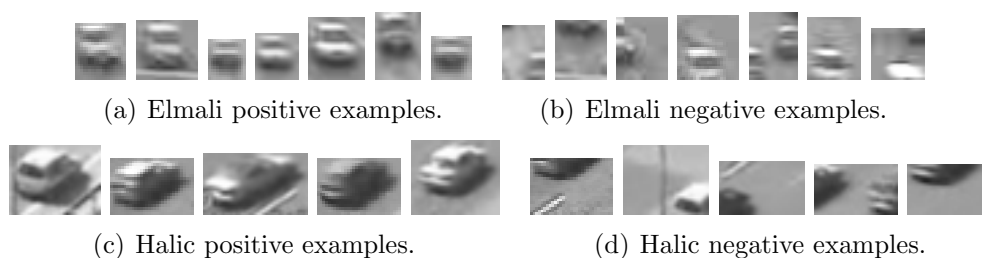 (a) Elmali positive examples.
(b) Elmali negative examples.
(c) Halic positive examples.
(d) Halic negative examples.